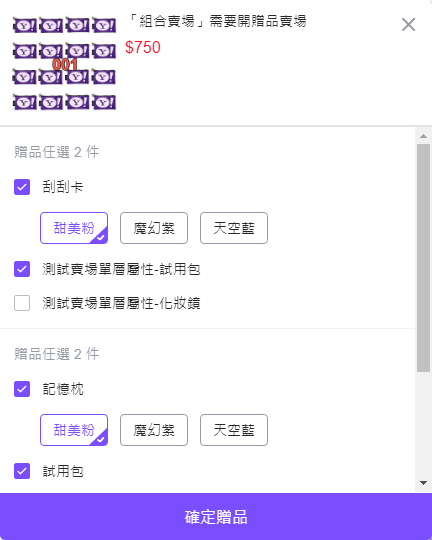 「組合賣場」需要開贈品賣場
$750
001
贈品任選 2 件
刮刮卡
甜美粉 魔幻紫 天空藍
測試賣場單層屬性-試用包
測試賣場單層屬性-化妝鏡
贈品任選 2 件
記憶枕
甜美粉 魔幻紫 天空藍
試用包
確定贈品